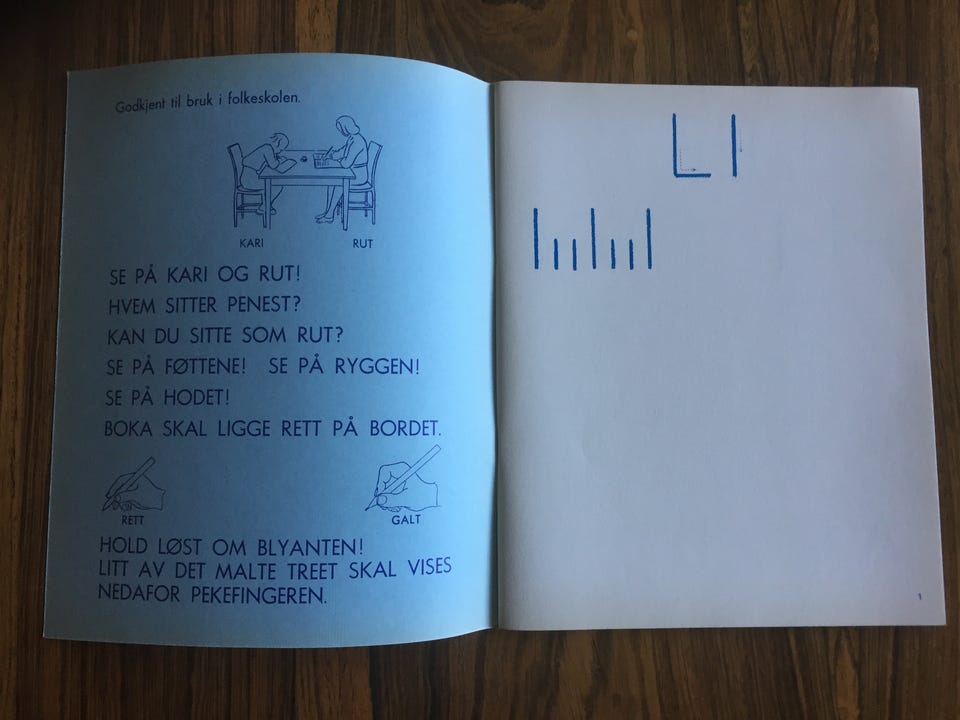 Godkjent til bruk i folkeskolen.
KARI RUT
SE PÅ KARI OG RUT!
HVEM SITTER PENEST?
KAN DU SITTE SOM RUT?
SE PÅ FØTTENE! SE PÅ RYGGEN!
SE PÅ HODET!
BOKA SKAL LIGGE RETT PÅ BORDET.
RETT GALT
HOLD LØST OM BLYANTEN!
LITT AV DET MALTE TREET SKAL VISES
NEDAFOR PEKEFINGEREN.
L l
1